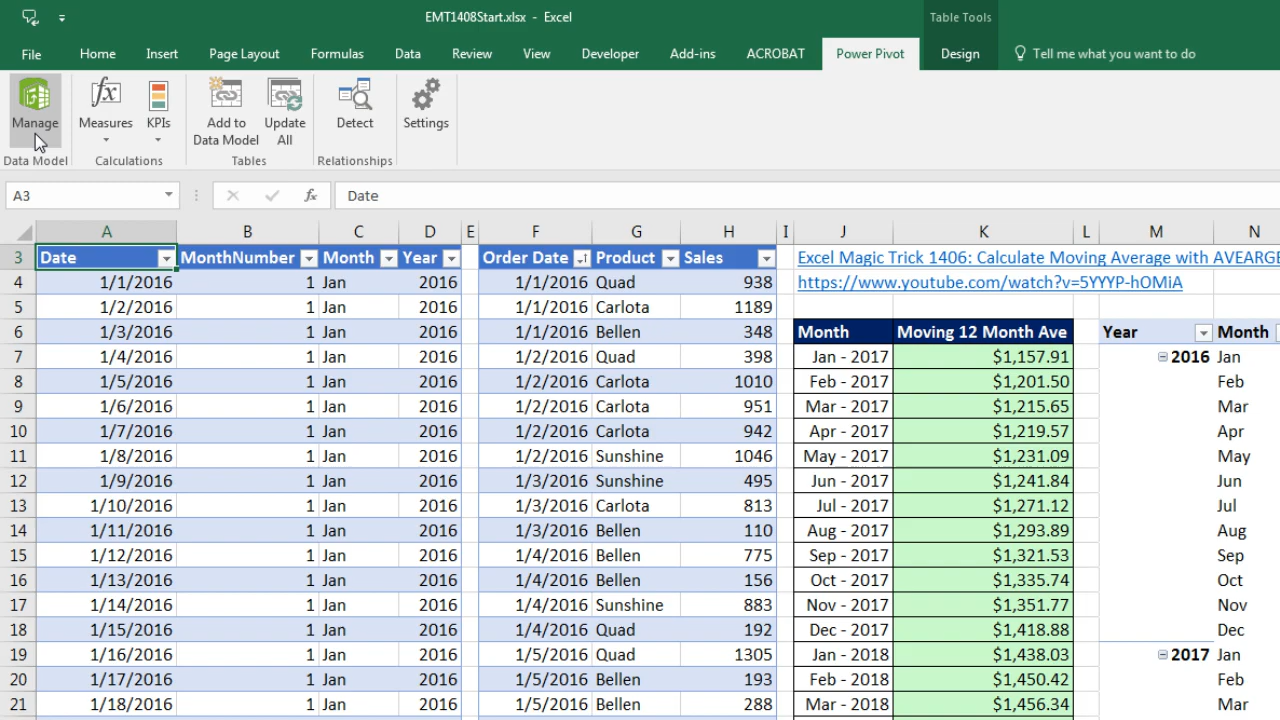 EMT1408Start.xlsx - Excel
Table Tools
File Home Insert Page Layout Formulas Data Review View Developer Add-ins ACROBAT Power Pivot Design Tell me what you want to do
Manage Measures KPIs Add to Data Model Update All Detect Settings
Data Model Calculations Tables Relationships
A3 fx Date
A B C D E F G H I J K L M N
3 Date MonthNumber Month Year Order Date Product Sales Excel Magic Trick 1406: Calculate Moving Average with AVEARGE
4 1/1/2016 1 Jan 2016 1/1/2016 Quad 938 https://www.youtube.com/watch?v=5YYYP-hOMiA
5 1/2/2016 1 Jan 2016 1/1/2016 Carlota 1189
6 1/3/2016 1 Jan 2016 1/1/2016 Bellen 348 Month Moving 12 Month Ave Year Month
7 1/4/2016 1 Jan 2016 1/2/2016 Quad 398 Jan - 2017 $1,157.91 2016 Jan
8 1/5/2016 1 Jan 2016 1/2/2016 Carlota 1010 Feb - 2017 $1,201.50 Feb
9 1/6/2016 1 Jan 2016 1/2/2016 Carlota 951 Mar - 2017 $1,215.65 Mar
10 1/7/2016 1 Jan 2016 1/2/2016 Carlota 942 Apr - 2017 $1,219.57 Apr
11 1/8/2016 1 Jan 2016 1/2/2016 Sunshine 1046 May - 2017 $1,231.09 May
12 1/9/2016 1 Jan 2016 1/3/2016 Sunshine 495 Jun - 2017 $1,241.84 Jun
13 1/10/2016 1 Jan 2016 1/3/2016 Carlota 813 Jul - 2017 $1,271.12 Jul
14 1/11/2016 1 Jan 2016 1/3/2016 Bellen 110 Aug - 2017 $1,293.89 Aug
15 1/12/2016 1 Jan 2016 1/4/2016 Bellen 775 Sep - 2017 $1,321.53 Sep
16 1/13/2016 1 Jan 2016 1/4/2016 Bellen 156 Oct - 2017 $1,335.74 Oct
17 1/14/2016 1 Jan 2016 1/4/2016 Sunshine 883 Nov - 2017 $1,351.77 Nov
18 1/15/2016 1 Jan 2016 1/4/2016 Quad 192 Dec - 2017 $1,418.88 Dec
19 1/16/2016 1 Jan 2016 1/5/2016 Quad 1305 Jan - 2018 $1,438.03 2017 Jan
20 1/17/2016 1 Jan 2016 1/5/2016 Bellen 193 Feb - 2018 $1,450.42 Feb
21 1/18/2016 1 Jan 2016 1/5/2016 Bellen 288 Mar - 2018 $1,456.34 Mar